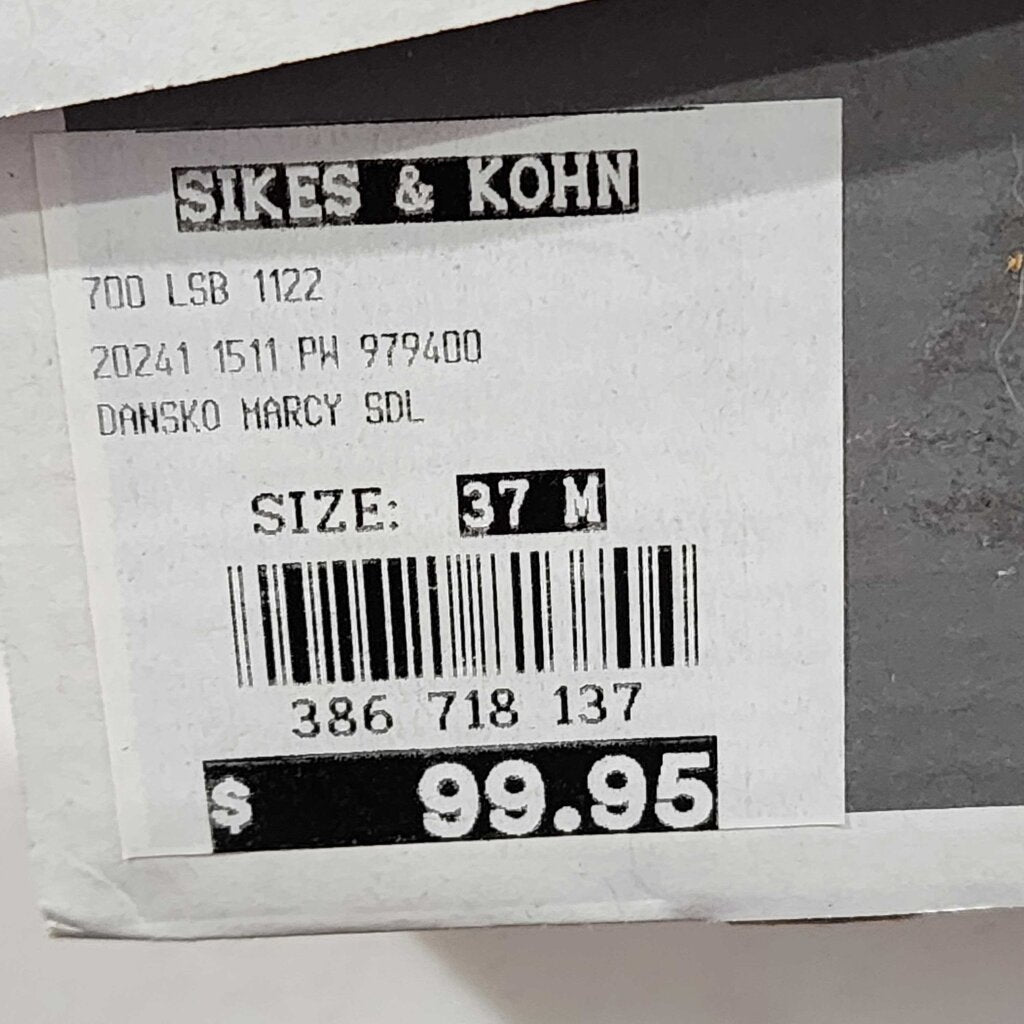 SIKES & KOHN
700 LSB 1122
20241 1511 PW 979400
DANSKO MARCY SDL
SIZE: 37 M
386 718 137
$ 99.95